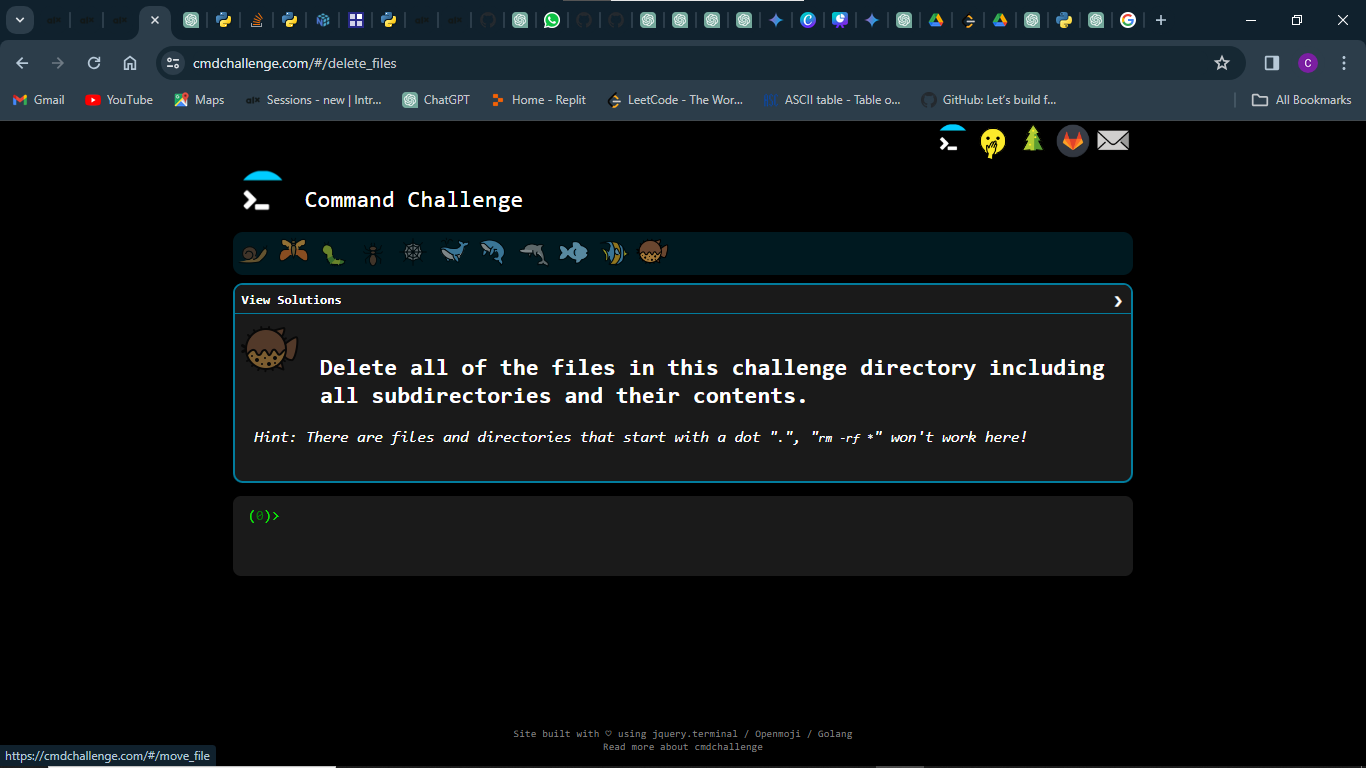 cmdchallenge.com/#/delete_files
C
Gmail
YouTube
Maps
Sessions - new | Intr...
ChatGPT
Home - Replit
LeetCode - The Wor...
ASCII table - Table o...
GitHub: Let's build f...
All Bookmarks
Command Challenge
View Solutions
Delete all of the files in this challenge directory including
all subdirectories and their contents.
Hint: There are files and directories that start with a dot ".", "rm -rf *" won't work here!
(0)>
Site built with ♡ using jquery.terminal / Openmoji / Golang
Read more about cmdchallenge
https://cmdchallenge.com/#/move_file